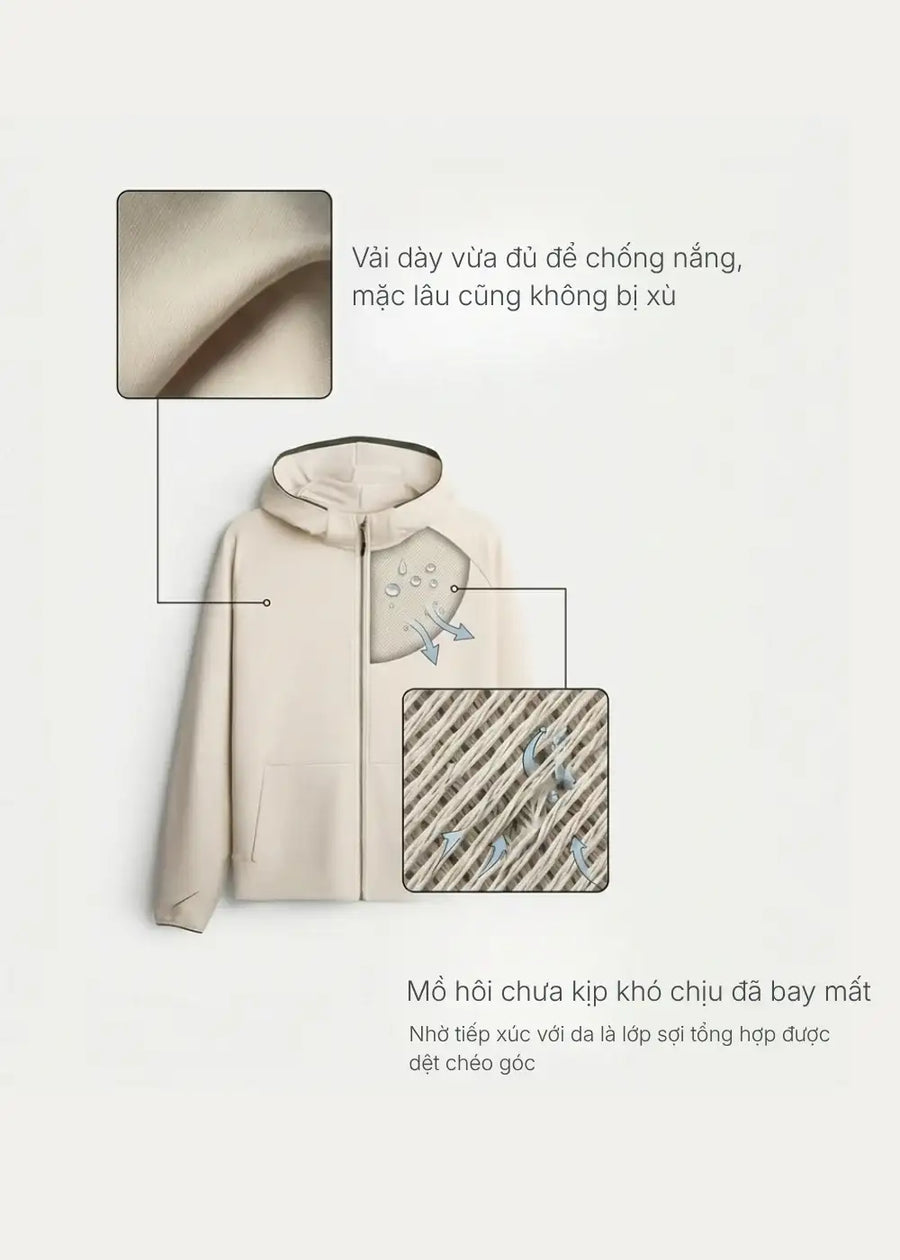 Vải dày vừa đủ để chống nắng,
mặc lâu cũng không bị xù
Mồ hôi chưa kịp khó chịu đã bay mất
Nhờ tiếp xúc với da là lớp sợi tổng hợp được
dệt chéo góc